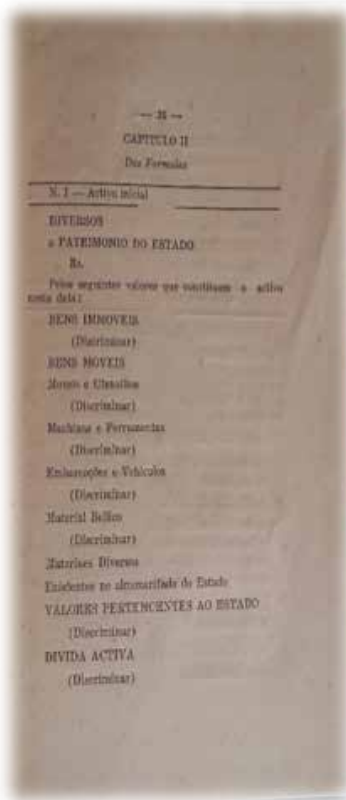 CAPITULO II
Das Formulas
N. 1 — Activo inicial
DIVERSOS
a PATRIMONIO DO ESTADO
Rs.
Pelos seguintes valores que constituem o activo
nesta data:
BENS IMMOVEIS
(Discriminar)
BENS MOVEIS
Moveis e Utensilios
(Discriminar)
Machinas e Ferramentas
(Discriminar)
Embarcações e Vehiculos
(Discriminar)
Material Bellico
(Discriminar)
Materiaes Diversos
Existentes no almoxarifado do Estado
VALORES PERTENCENTES AO ESTADO
(Discriminar)
DIVIDA ACTIVA
(Discriminar)